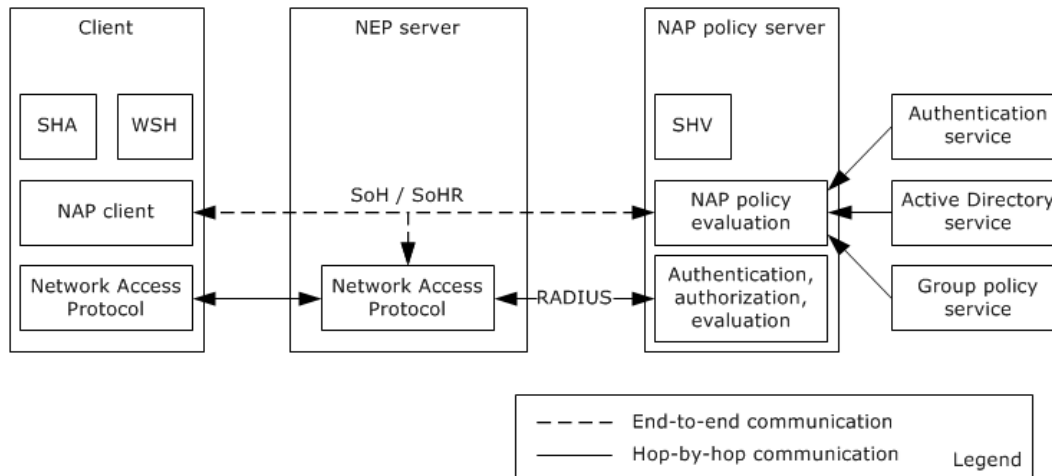 Client
NEP server
NAP policy server
SHA
WSH
SHV
Authentication
service
SoH / SoHR
NAP client
NAP policy
evaluation
Active Directory
service
Network Access
Protocol
Network Access
Protocol
RADIUS
Authentication,
authorization,
evaluation
Group policy
service
End-to-end communication
Hop-by-hop communication
Legend